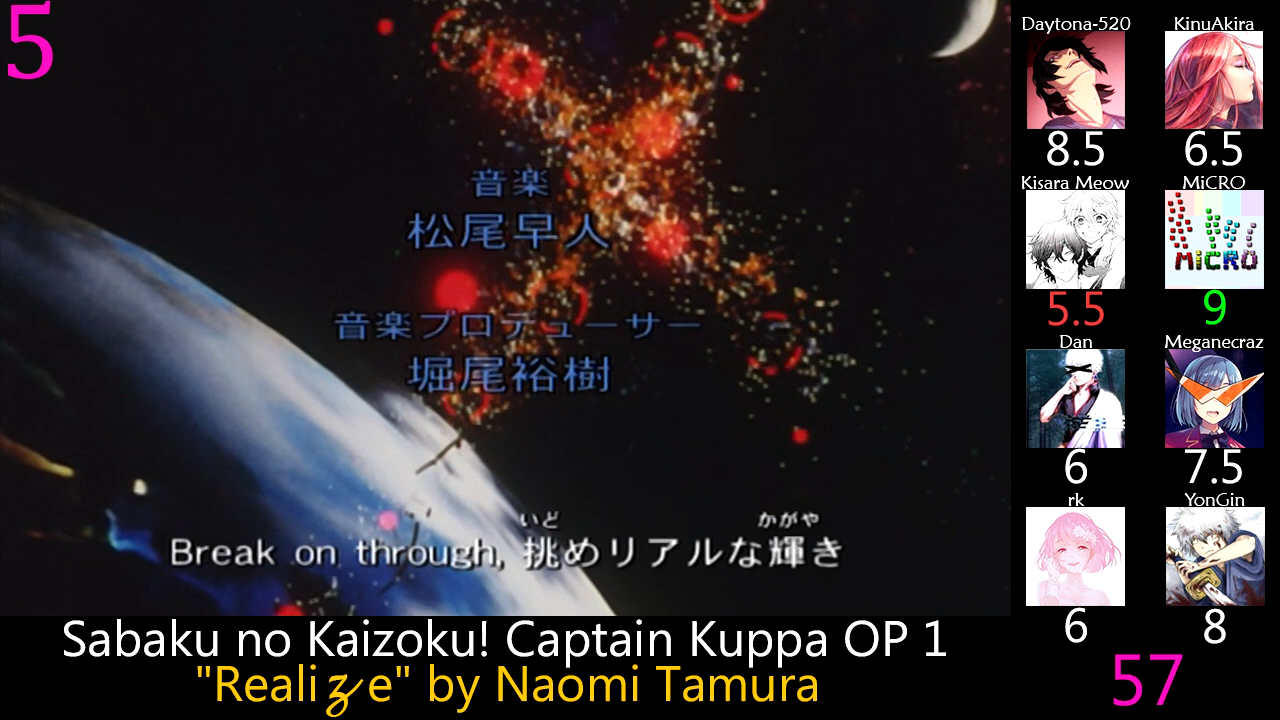 5
音楽
松尾早人
音楽プロデューサー
堀尾裕樹
いど かがや
Break on through, 挑めリアルな輝き
Sabaku no Kaizoku! Captain Kuppa OP 1
"Realize" by Naomi Tamura
Daytona-520 KinuAkira
8.5 6.5
Kisara Meow MiCRO
MiCRO
5.5 9
Dan Meganecraz
6 7.5
rk YonGin
6 8
57